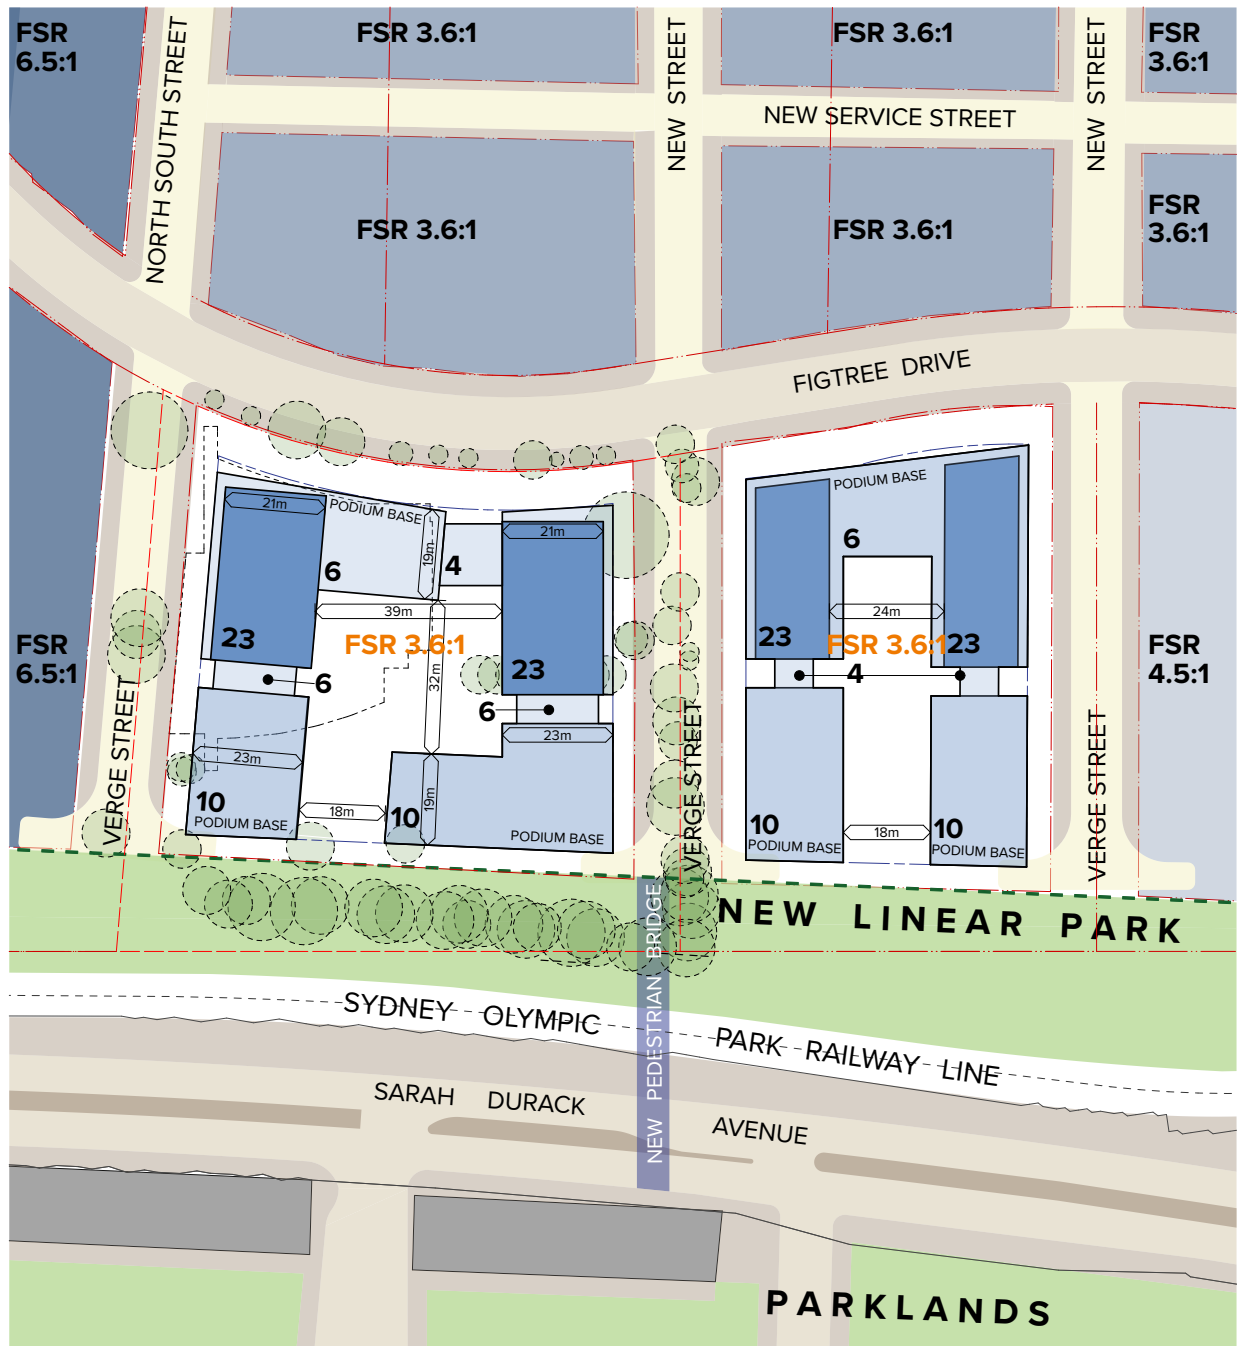 FSR
6.5:1
NORTH SOUTH STREET
FSR 3.6:1
NEW STREET
FSR 3.6:1
NEW STREET
FSR
3.6:1
NEW SERVICE STREET
FSR 3.6:1
FSR 3.6:1
FSR
3.6:1
FIGTREE DRIVE
21m
PODIUM BASE
19m
6
4
21m
PODIUM BASE
6
39m
24m
23
FSR 3.6:1
23
23
FSR 3.6:1
23
FSR
6.5:1
FSR
4.5:1
32m
6
6
4
23m
23m
VERGE STREET
VERGE STREET
VERGE STREET
10
PODIUM BASE
18m
10
19m
PODIUM BASE
10
PODIUM BASE
18m
10
PODIUM BASE
NEW LINEAR PARK
NEW PEDESTRIAN BRIDGE
SYDNEY OLYMPIC PARK RAILWAY LINE
SARAH DURACK AVENUE
PARKLANDS